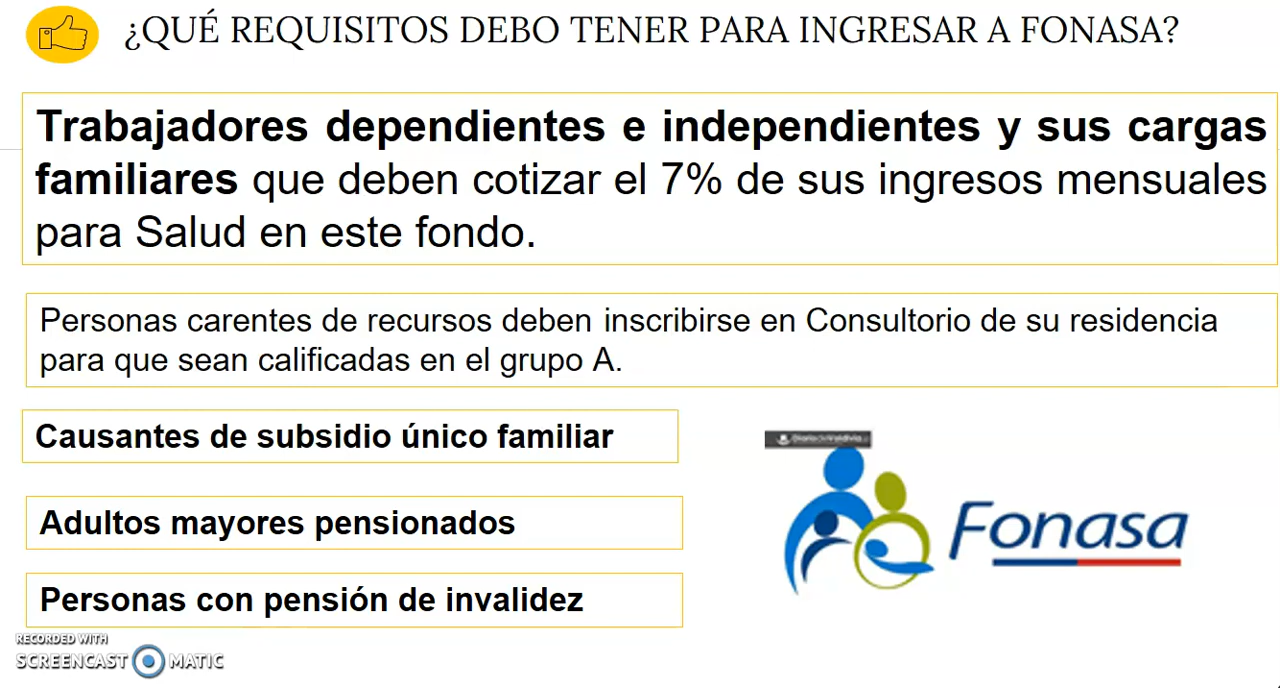 ¿QUÉ REQUISITOS DEBO TENER PARA INGRESAR A FONASA?
Trabajadores dependientes e independientes y sus cargas
familiares que deben cotizar el 7% de sus ingresos mensuales
para Salud en este fondo.
Personas carentes de recursos deben inscribirse en Consultorio de su residencia
para que sean calificadas en el grupo A.
Causantes de subsidio único familiar
Diario de Valdivia
Adultos mayores pensionados
Fonasa
Personas con pensión de invalidez
RECORDED WITH
SCREENCAST MATIC